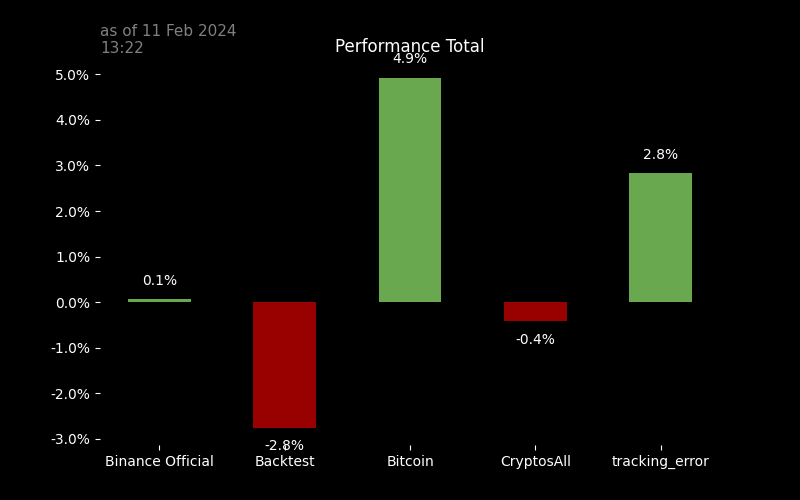 as of 11 Feb 2024
13:22
Performance Total
4.9%
5.0%
4.0%
3.0%
2.8%
2.0%
1.0%
0.1%
0.0%
-0.4%
-1.0%
-2.0%
-3.0%
-2.8%
Binance Official
Backtest
Bitcoin
CryptosAll
tracking_error